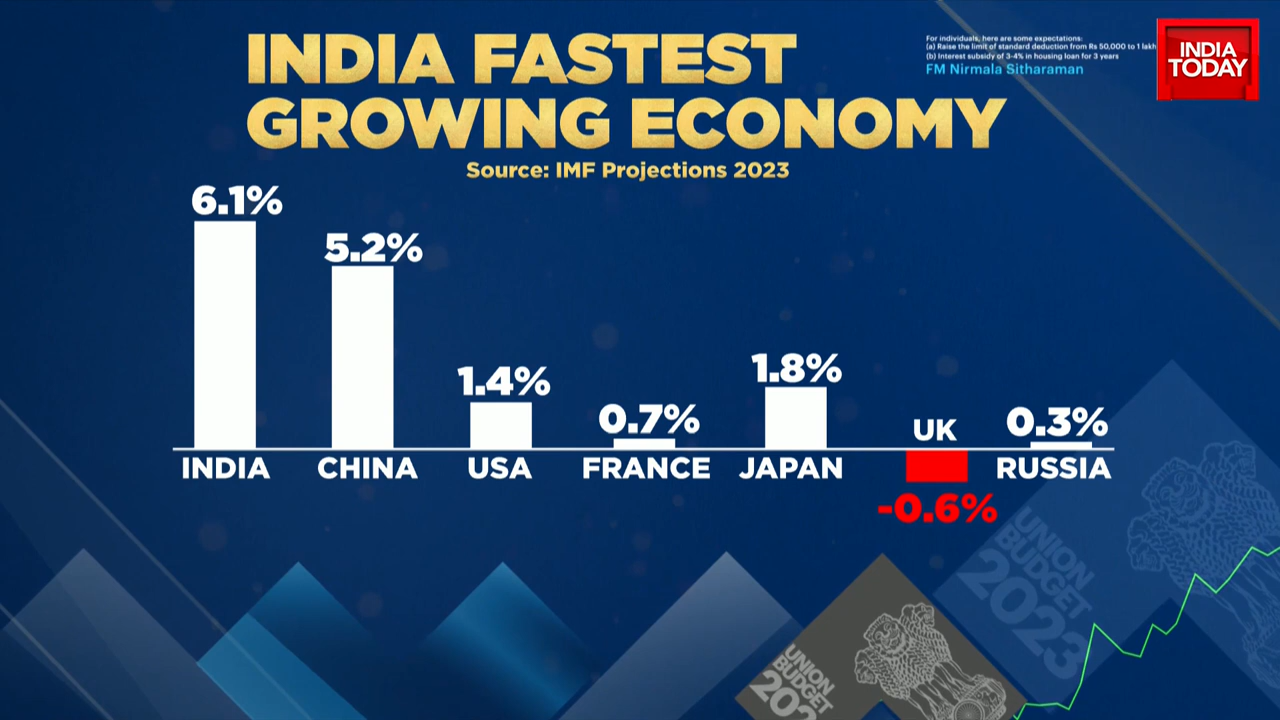 INDIA FASTEST
GROWING ECONOMY
Source: IMF Projections 2023
For individuals, here are some expectations:
(a) Raise the limit of standard deduction from Rs 50,000 to 1 lakh
(b) Interest subsidy of 3-4% in housing loan for 3 years
FM Nirmala Sitharaman
INDIA
TODAY
6.1%
5.2%
1.4%
0.7%
1.8%
UK
0.3%
INDIA
CHINA
USA
FRANCE
JAPAN
-0.6%
RUSSIA
UNION
BUDGET
2023
UNION
BUDGET
202